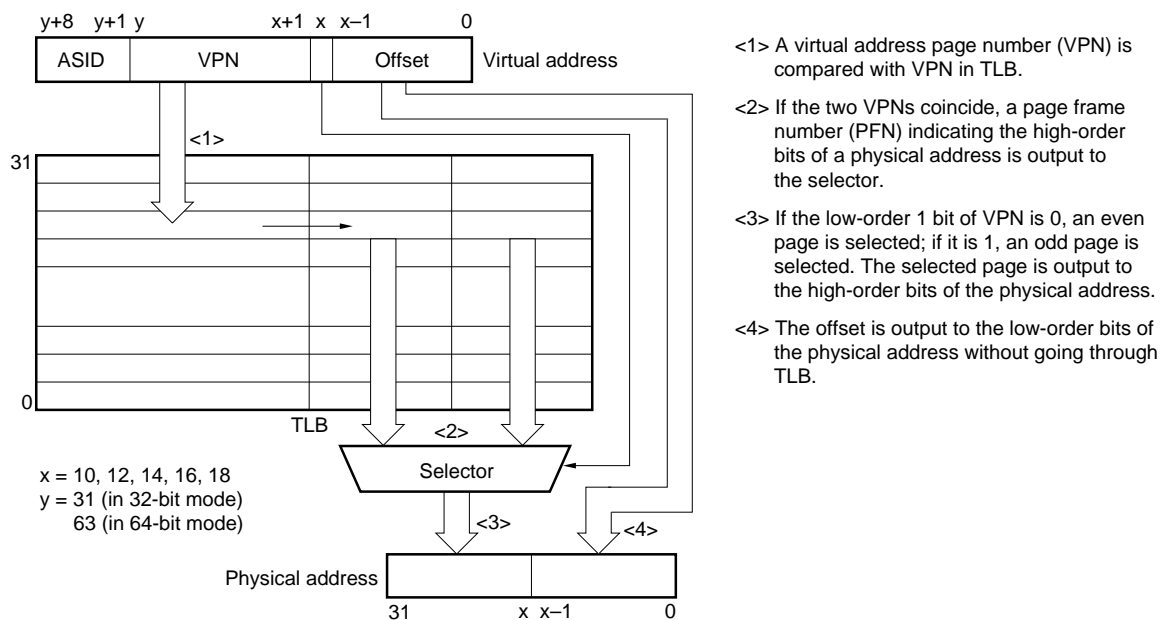 y+8 y+1 y x+1 x x–1 0
ASID VPN Offset Virtual address
<1>
31
0
TLB
<2>
Selector
x = 10, 12, 14, 16, 18
y = 31 (in 32-bit mode)
63 (in 64-bit mode)
<3>
<4>
Physical address
31 x x–1 0
<1> A virtual address page number (VPN) is
compared with VPN in TLB.
<2> If the two VPNs coincide, a page frame
number (PFN) indicating the high-order
bits of a physical address is output to
the selector.
<3> If the low-order 1 bit of VPN is 0, an even
page is selected; if it is 1, an odd page is
selected. The selected page is output to
the high-order bits of the physical address.
<4> The offset is output to the low-order bits of
the physical address without going through
TLB.